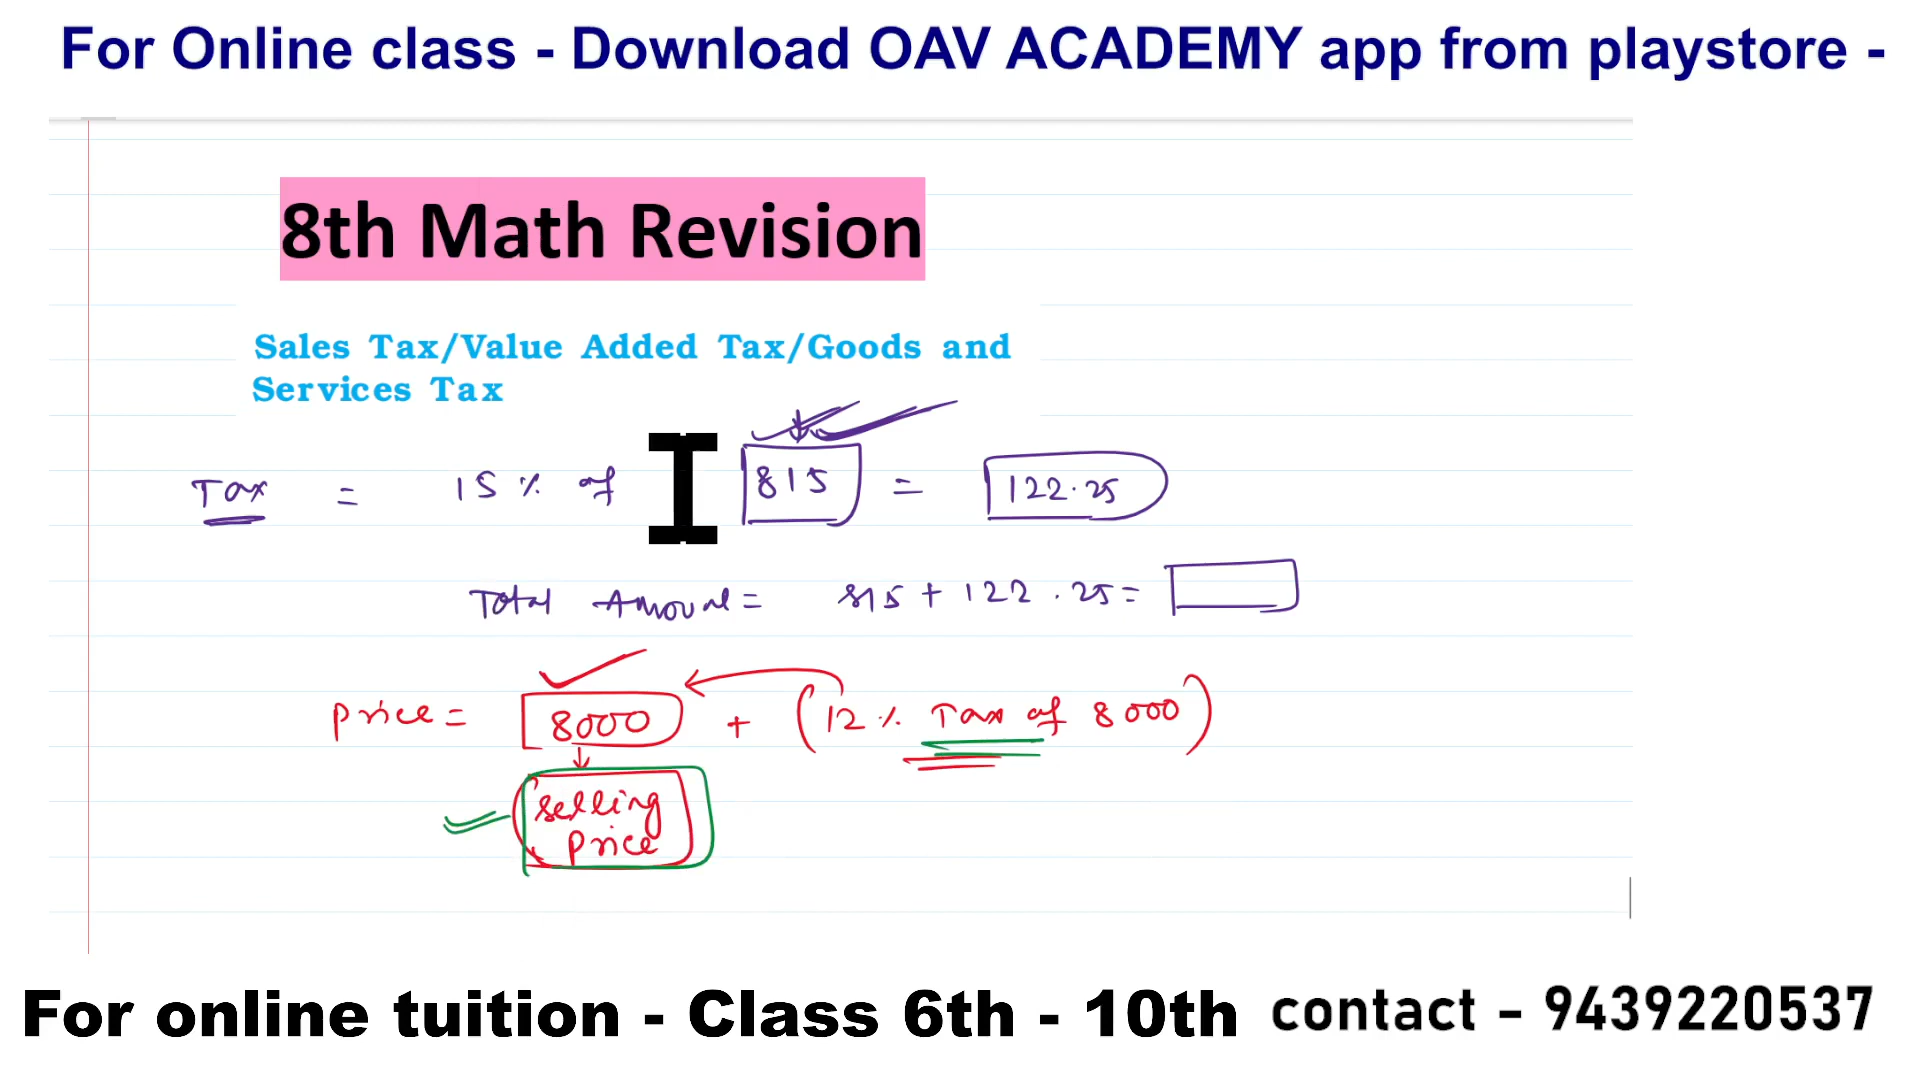 For Online class - Download OAV ACADEMY app from playstore -
8th Math Revision
Sales Tax/Value Added Tax/Goods and
Services Tax
Tax = 15 % of 815 = 122.25
Total Amount = 815 + 122.25 =
Price = 8000 + (12 % Tax of 8000)
selling
Price
For online tuition - Class 6th - 10th contact - 9439220537